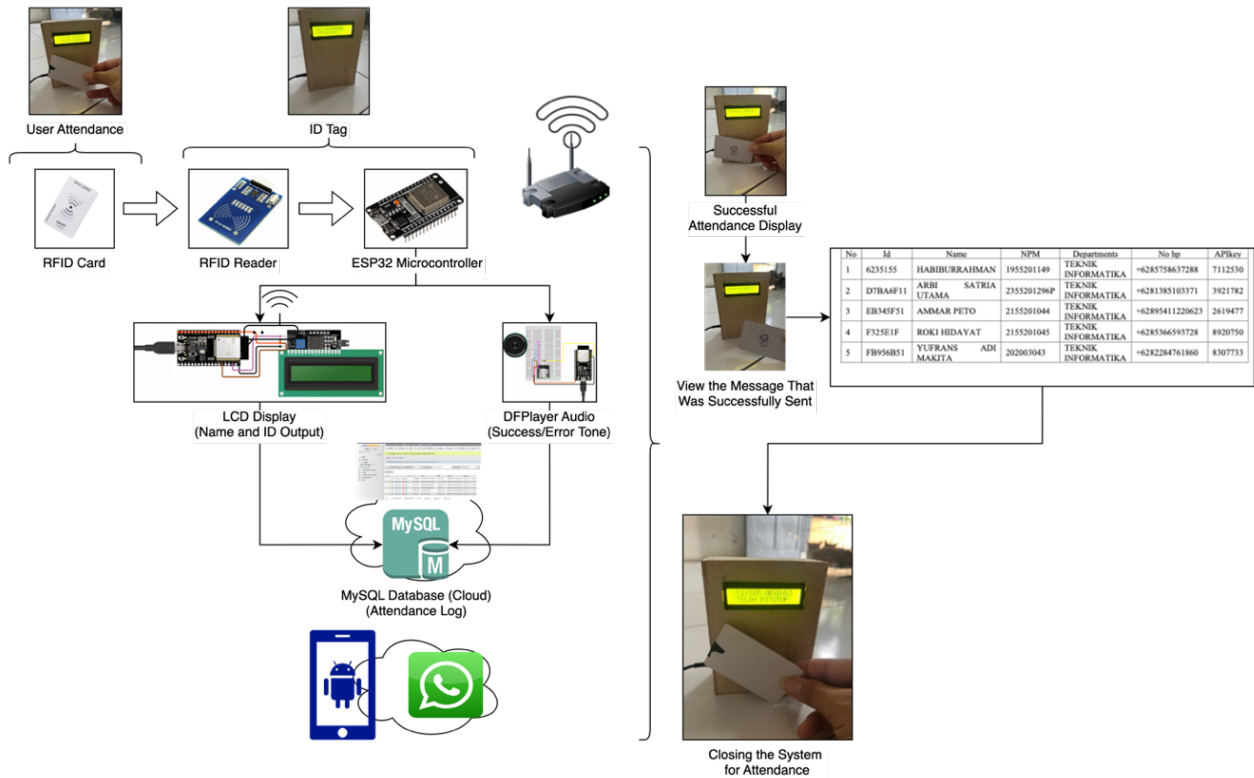 User Attendance
ID Tag
RFID Card
RFID Reader
ESP32 Microcontroller
LCD Display
(Name and ID Output)
DFPlayer Audio
(Success/Error Tone)
MySQL
M
MySQL Database (Cloud)
(Attendance Log)
Successful
Attendance Display
View the Message That
Was Successfully Sent
No Id Name NPM Departments No hp APIkey
1 6235155 HABIBURRAHMAN 1955201149 TEKNIK INFORMATIKA +6285758637288 7112530
2 D7BA6F11 ARBI SATRIA UTAMA 2355201296P TEKNIK INFORMATIKA +6281385103371 3921782
3 EB345F51 AMMAR PETO 2155201044 TEKNIK INFORMATIKA +62895411220623 2619477
4 F325E1F ROKI HIDAYAT 2155201045 TEKNIK INFORMATIKA +6285366593728 8920750
5 FB956B51 YUFRANS ADI MAKITA 202003043 TEKNIK INFORMATIKA +6282284761860 8307733
SISTEM ABSENSI
TELAH DITUTUP
Closing the System
for Attendance